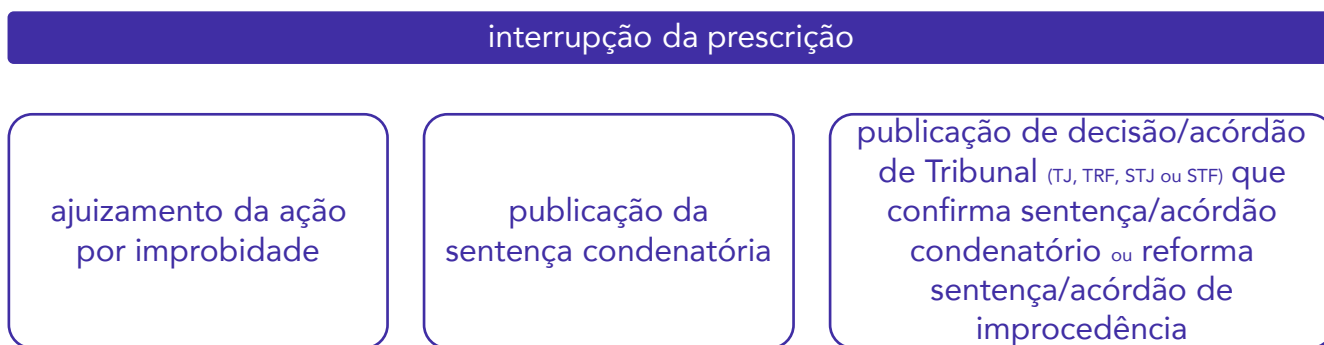 interrupção da prescrição
ajuizamento da ação
por improbidade
publicação da
sentença condenatória
publicação de decisão/acórdão
de Tribunal (TJ, TRF, STJ ou STF) que
confirma sentença/acórdão
condenatório ou reforma
sentença/acórdão de
improcedência